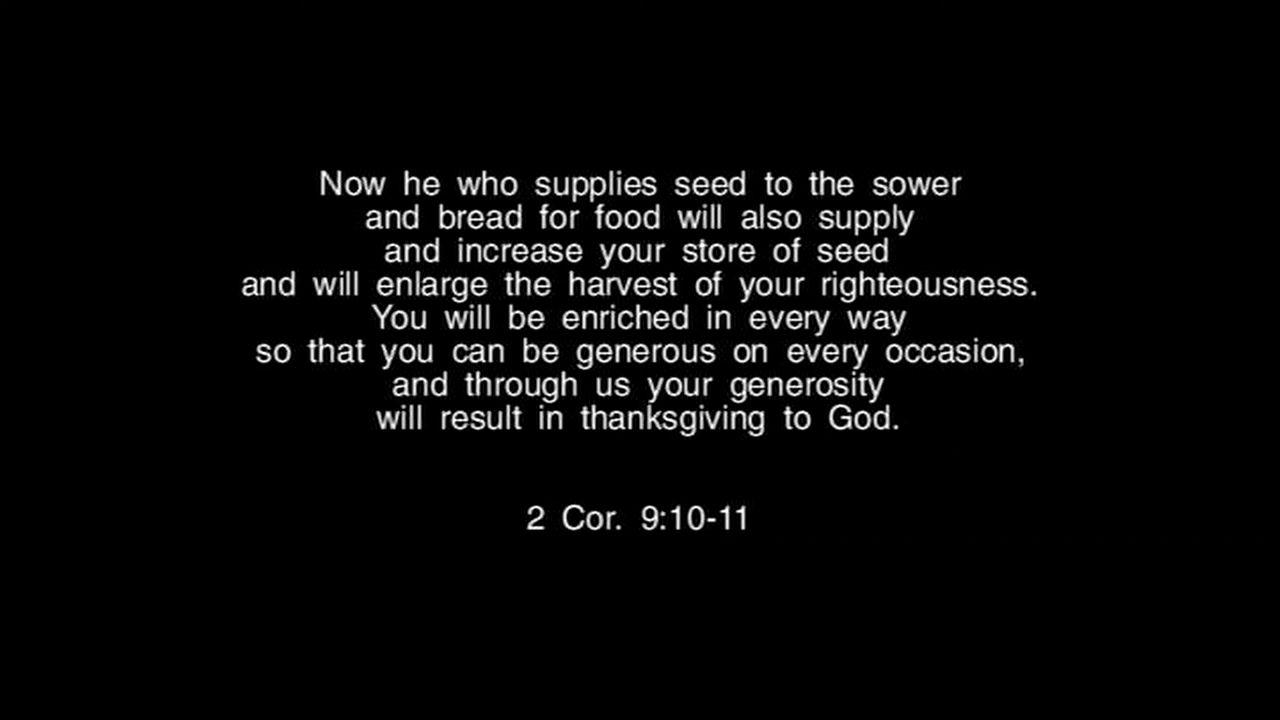 Now he who supplies seed to the sower
and bread for food will also supply
and increase your store of seed
and will enlarge the harvest of your righteousness.
You will be enriched in every way
so that you can be generous on every occasion,
and through us your generosity
will result in thanksgiving to God.
2 Cor. 9:10-11